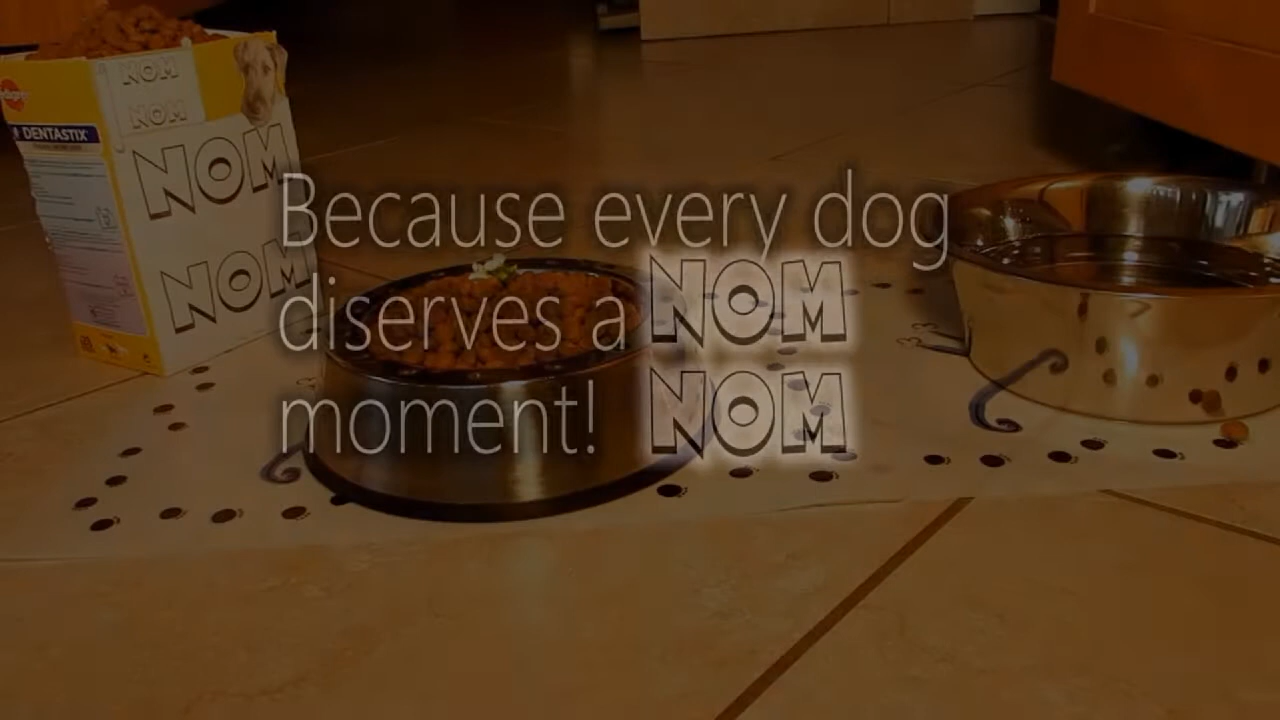 NOM
NOM
DENTASTIX
NOM
NOM
Because every dog
diserves a NOM
moment! NOM